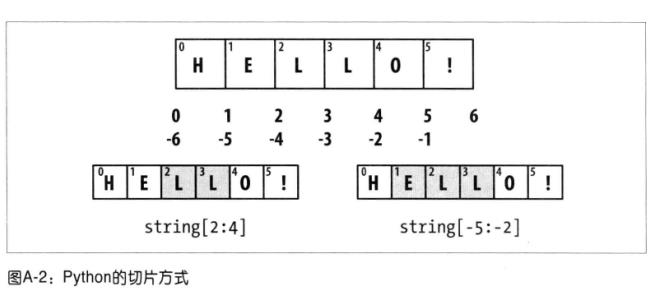 0 1 2 3 4 5
H E L L O !
0 1 2 3 4 5 6
-6 -5 -4 -3 -2 -1
0 1 2 3 4 5
H E L L O !
0 1 2 3 4 5
H E L L O !
string[2:4]
string[-5:-2]
图A-2：Python的切片方式